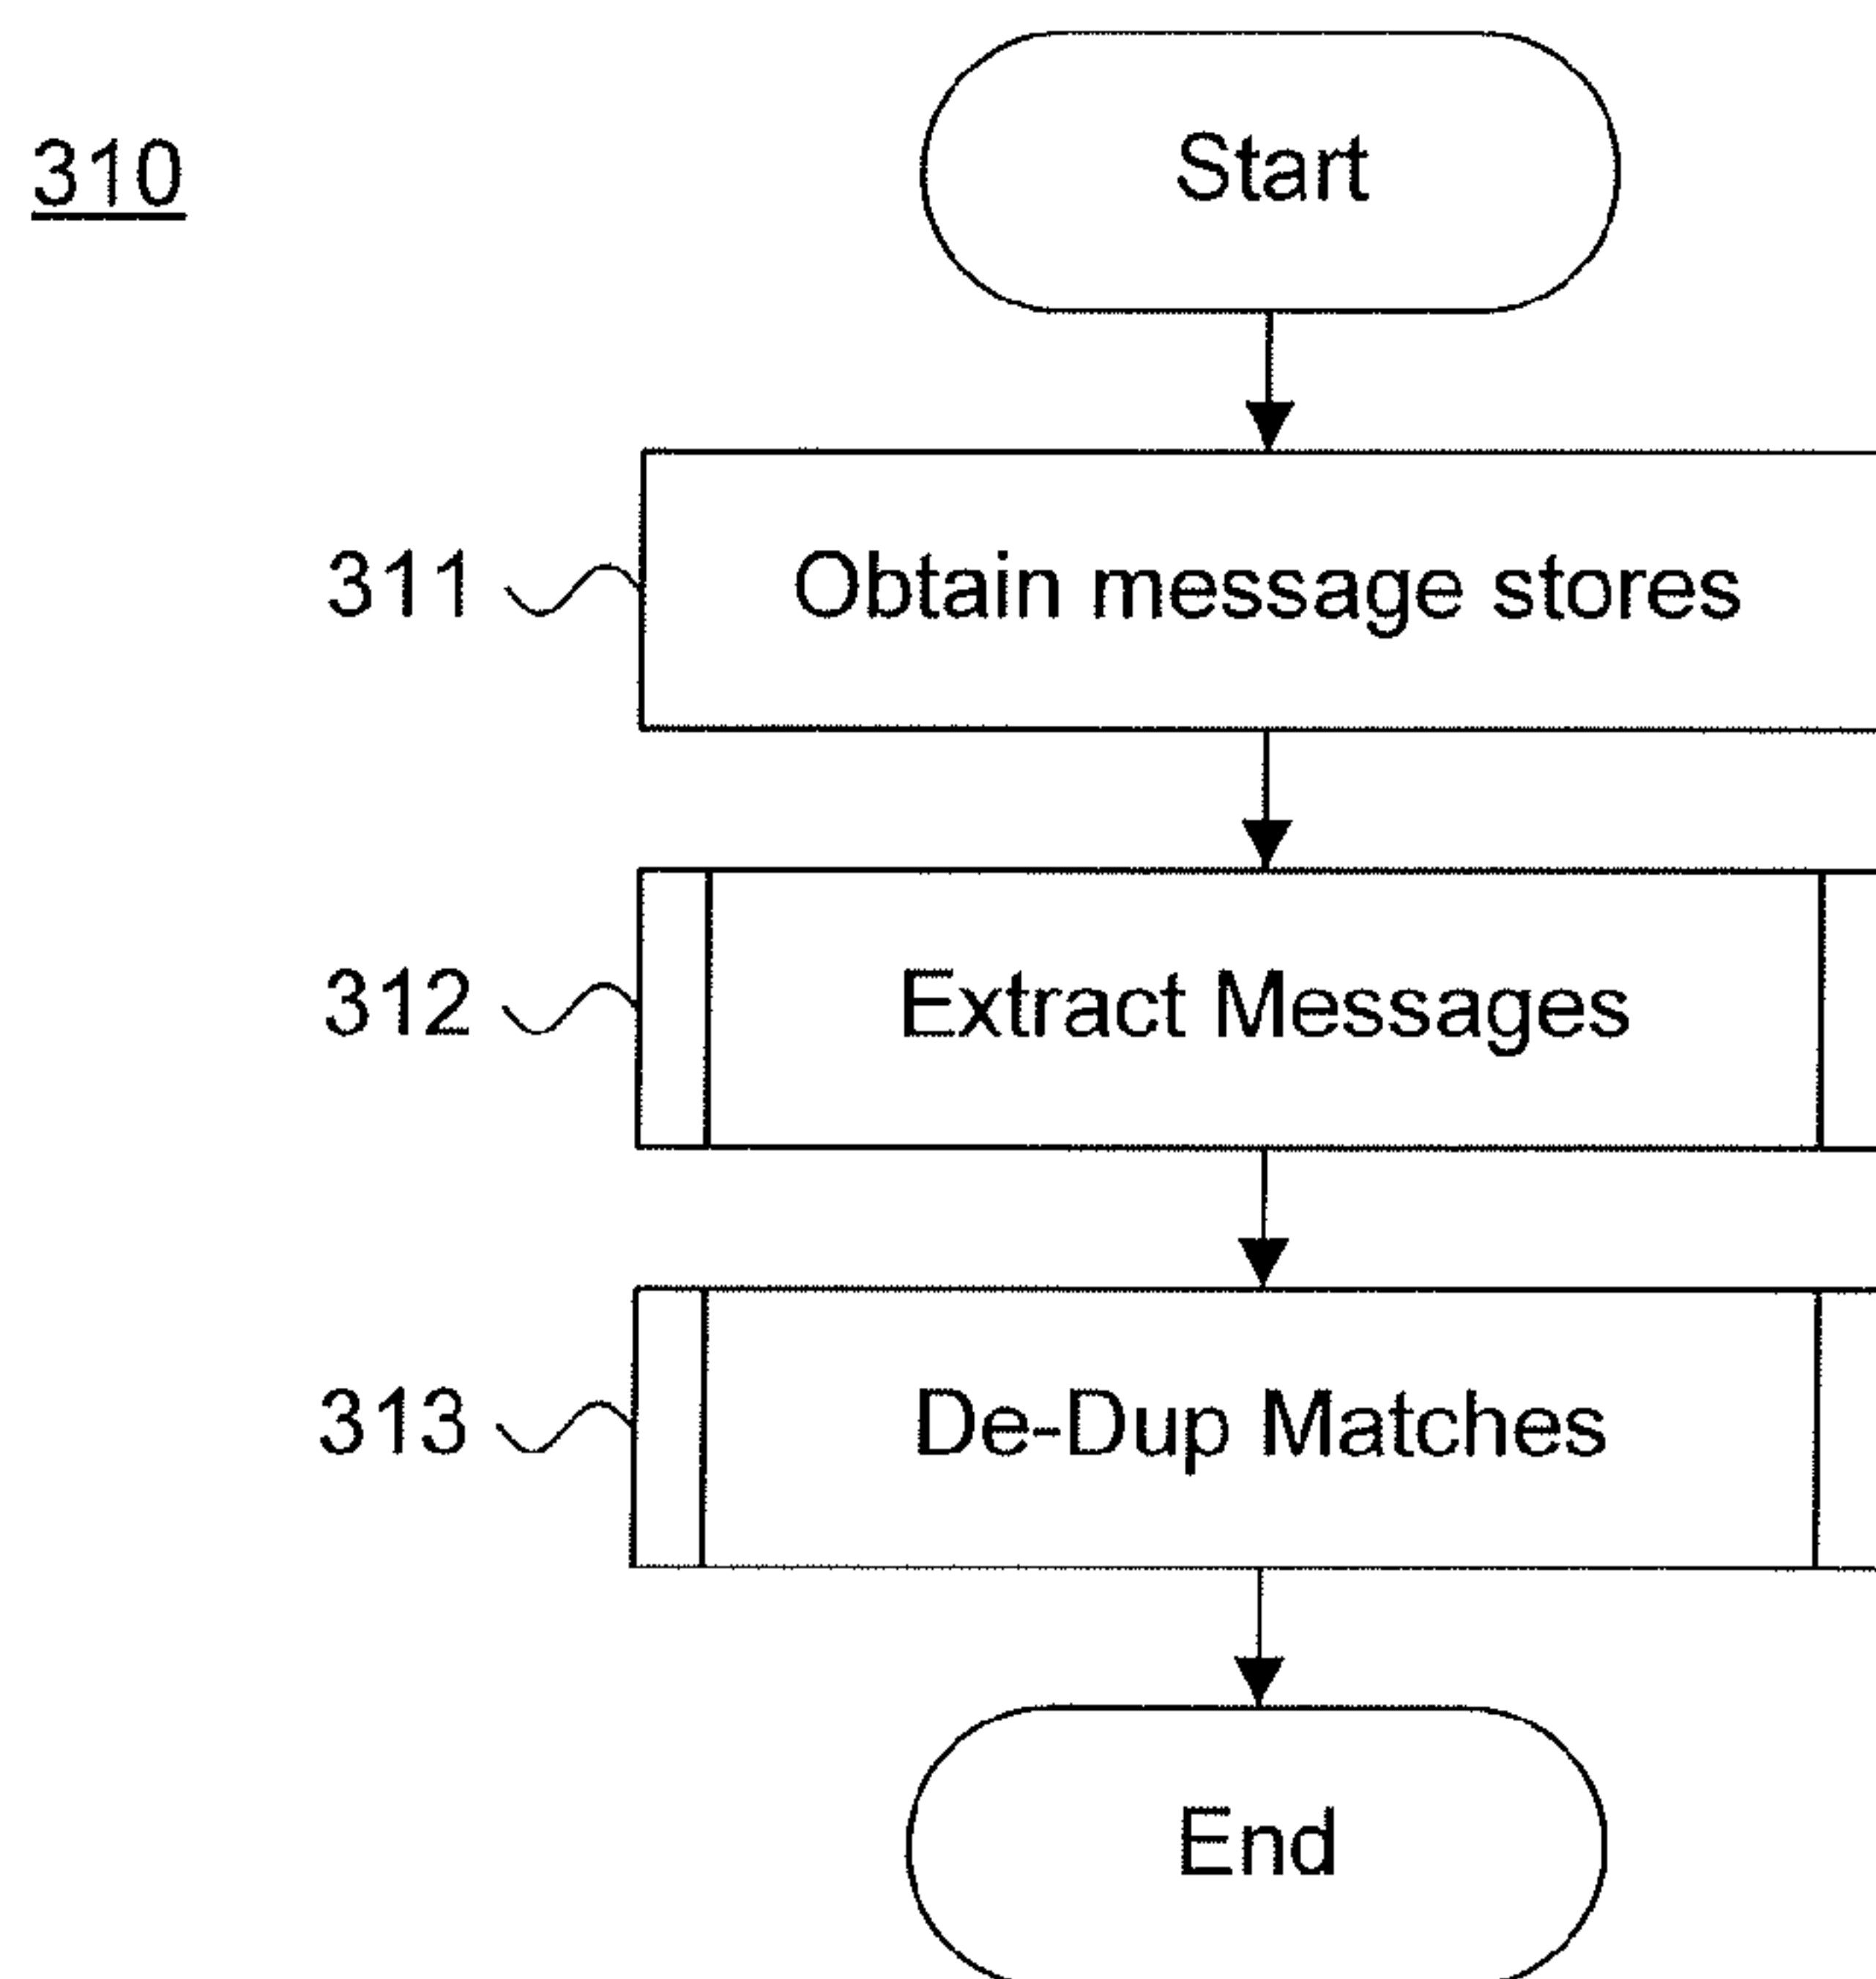 310
Start
311 Obtain message stores
312 Extract Messages
313 De-Dup Matches
End